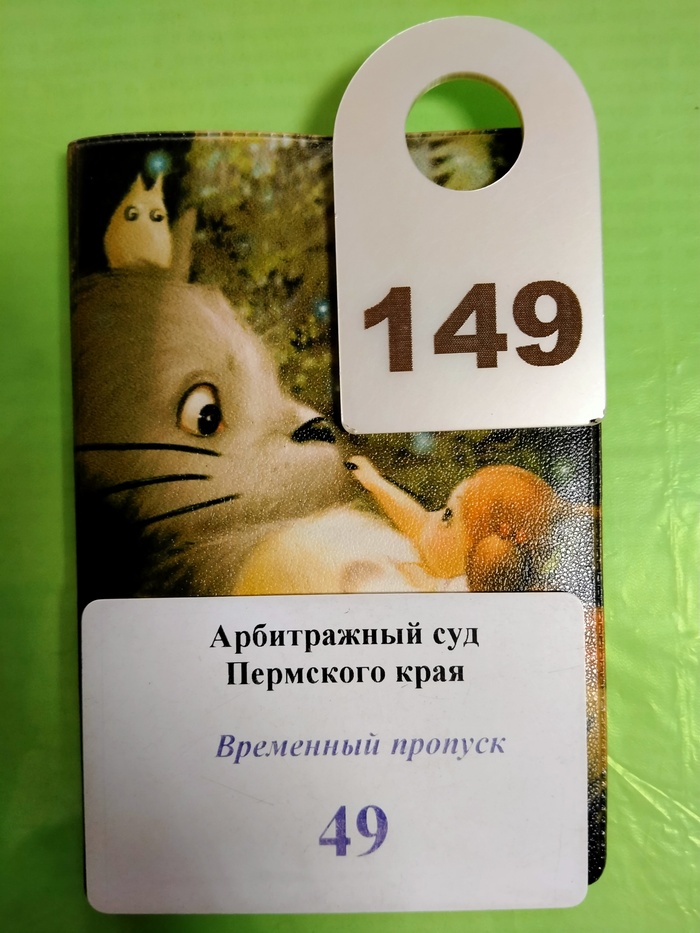 149
Арбитражный суд
Пермского края
Временный пропуск
49